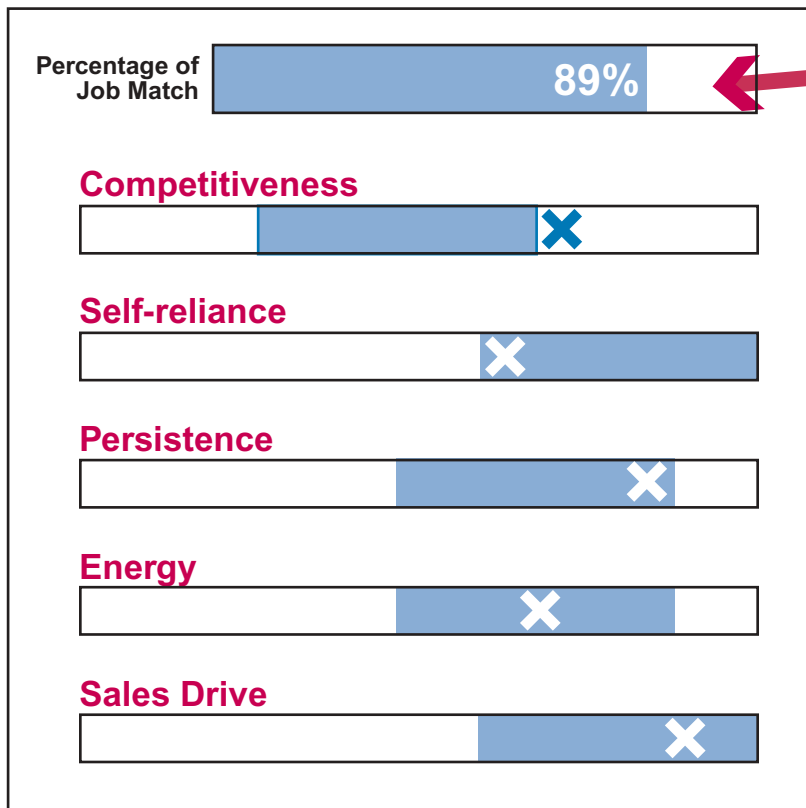 Percentage of
Job Match
89%
Competitiveness
Self-reliance
Persistence
Energy
Sales Drive